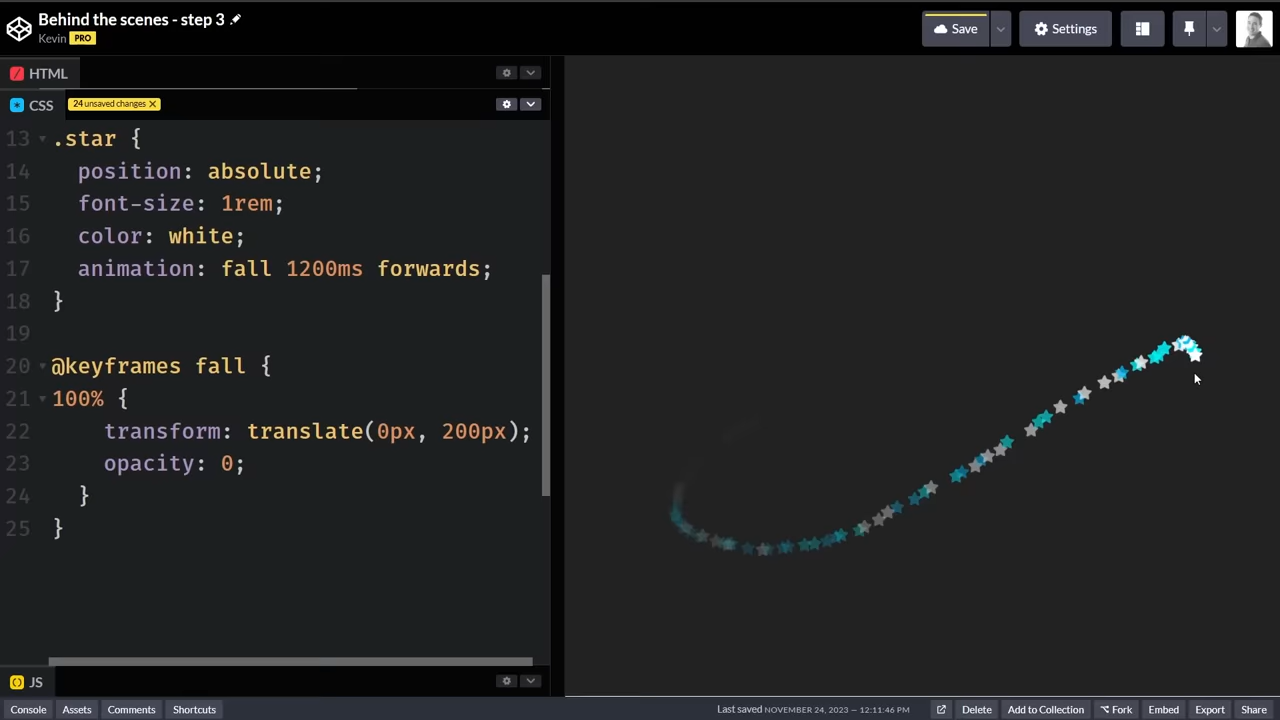 Behind the scenes - step 3
Kevin PRO
Save
Settings
HTML
CSS 24 unsaved changes X
13 .star {
14 position: absolute;
15 font-size: 1rem;
16 color: white;
17 animation: fall 1200ms forwards;
18 }
19
20 @keyframes fall {
21 100% {
22 transform: translate(0px, 200px);
23 opacity: 0;
24 }
25 }
JS
Console Assets Comments Shortcuts Last saved NOVEMBER 24, 2023 — 12:11:46 PM Delete Add to Collection Fork Embed Export Share